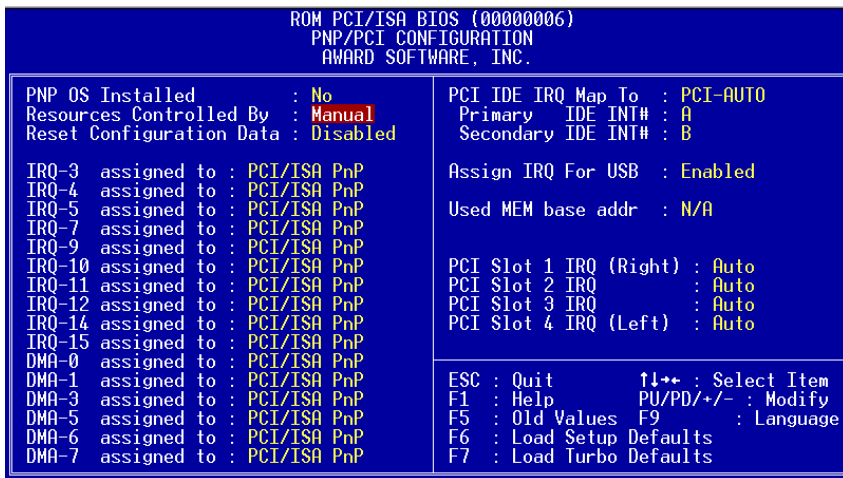 ROM PCI/ISA BIOS (00000006)
PNP/PCI CONFIGURATION
AWARD SOFTWARE, INC.
PNP OS Installed : No
Resources Controlled By : Manual
Reset Configuration Data : Disabled
IRQ-3 assigned to : PCI/ISA PnP
IRQ-4 assigned to : PCI/ISA PnP
IRQ-5 assigned to : PCI/ISA PnP
IRQ-7 assigned to : PCI/ISA PnP
IRQ-9 assigned to : PCI/ISA PnP
IRQ-10 assigned to : PCI/ISA PnP
IRQ-11 assigned to : PCI/ISA PnP
IRQ-12 assigned to : PCI/ISA PnP
IRQ-14 assigned to : PCI/ISA PnP
IRQ-15 assigned to : PCI/ISA PnP
DMA-0 assigned to : PCI/ISA PnP
DMA-1 assigned to : PCI/ISA PnP
DMA-3 assigned to : PCI/ISA PnP
DMA-5 assigned to : PCI/ISA PnP
DMA-6 assigned to : PCI/ISA PnP
DMA-7 assigned to : PCI/ISA PnP
PCI IDE IRQ Map To : PCI-AUTO
Primary IDE INT# : A
Secondary IDE INT# : B
Assign IRQ For USB : Enabled
Used MEM base addr : N/A
PCI Slot 1 IRQ (Right) : Auto
PCI Slot 2 IRQ : Auto
PCI Slot 3 IRQ : Auto
PCI Slot 4 IRQ (Left) : Auto
ESC : Quit ↑↓→← : Select Item
F1 : Help PU/PD/+/- : Modify
F5 : Old Values F9 : Language
F6 : Load Setup Defaults
F7 : Load Turbo Defaults